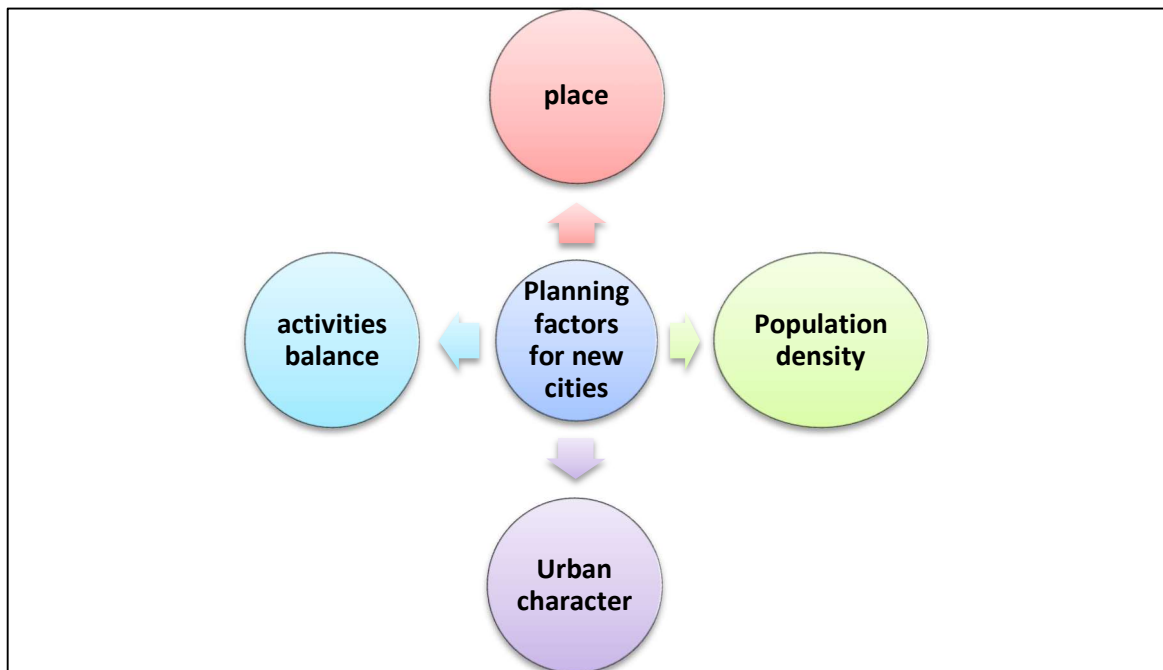 place
activities
balance
Planning
factors
for new
cities
Population
density
Urban
character